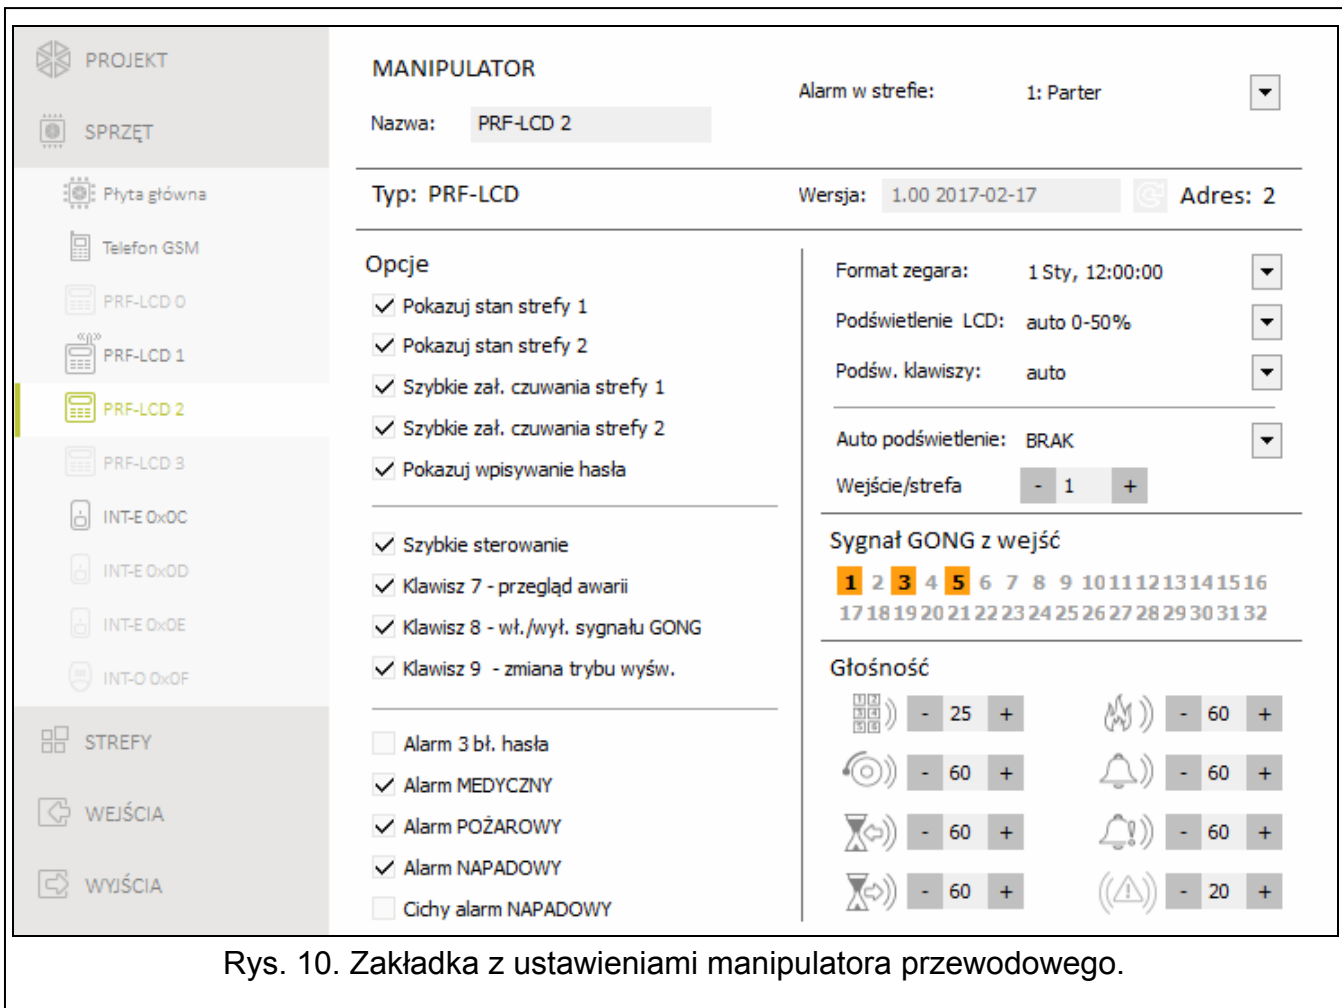 PROJEKT
SPRZĘT
Płyta główna
Telefon GSM
PRF-LCD 0
PRF-LCD 1
PRF-LCD 2
PRF-LCD 3
INT-E 0x0C
INT-E 0x0D
INT-E 0x0E
INT-O 0x0F
STREFY
WEJŚCIA
WYJŚCIA
MANIPULATOR
Nazwa: PRF-LCD 2
Alarm w strefie: 1: Parter
Typ: PRF-LCD
Wersja: 1.00 2017-02-17 Adres: 2
Opcje
Pokazuj stan strefy 1
Pokazuj stan strefy 2
Szybkie zał. czuwania strefy 1
Szybkie zał. czuwania strefy 2
Pokazuj wpisywanie hasła
Szybkie sterowanie
Klawisz 7 - przegląd awarii
Klawisz 8 - wł./wył. sygnału GONG
Klawisz 9 - zmiana trybu wyśw.
Alarm 3 bł. hasła
Alarm MEDYCZNY
Alarm POŻAROWY
Alarm NAPADOWY
Cichy alarm NAPADOWY
Format zegara: 1 Sty, 12:00:00
Podświetlenie LCD: auto 0-50%
Podśw. klawiszy: auto
Auto podświetlenie: BRAK
Wejście/strefa - 1 +
Sygnał GONG z wejść
1 2 3 4 5 6 7 8 9 10 11 12 13 14 15 16
17 18 19 20 21 22 23 24 25 26 27 28 29 30 31 32
Głośność
- 25 + - 60 +
- 60 + - 60 +
- 60 + - 60 +
- 60 + - 20 +
Rys. 10. Zakładka z ustawieniami manipulatora przewodowego.